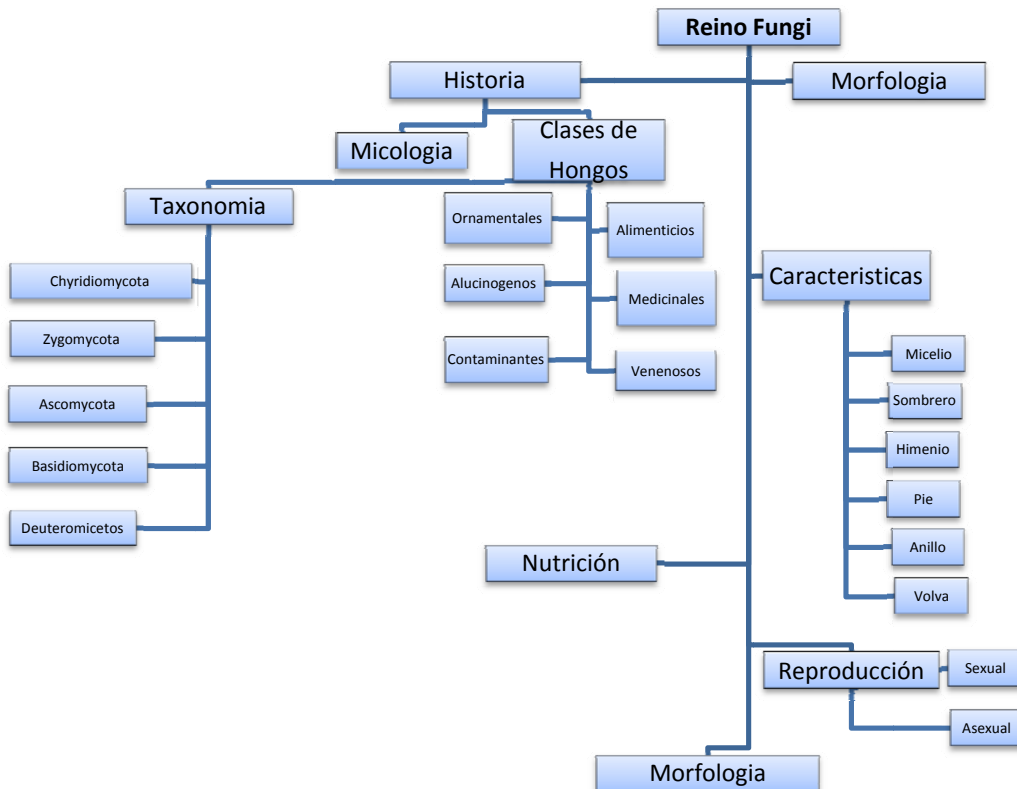 Reino Fungi
Historia
Morfologia
Micologia
Clases de
Hongos
Taxonomia
Ornamentales
Alimenticios
Alucinogenos
Medicinales
Contaminantes
Venenosos
Chyridiomycota
Zygomycota
Ascomycota
Basidiomycota
Deuteromicetos
Caracteristicas
Micelio
Sombrero
Himenio
Pie
Anillo
Volva
Nutrición
Reproducción
Sexual
Asexual
Morfologia